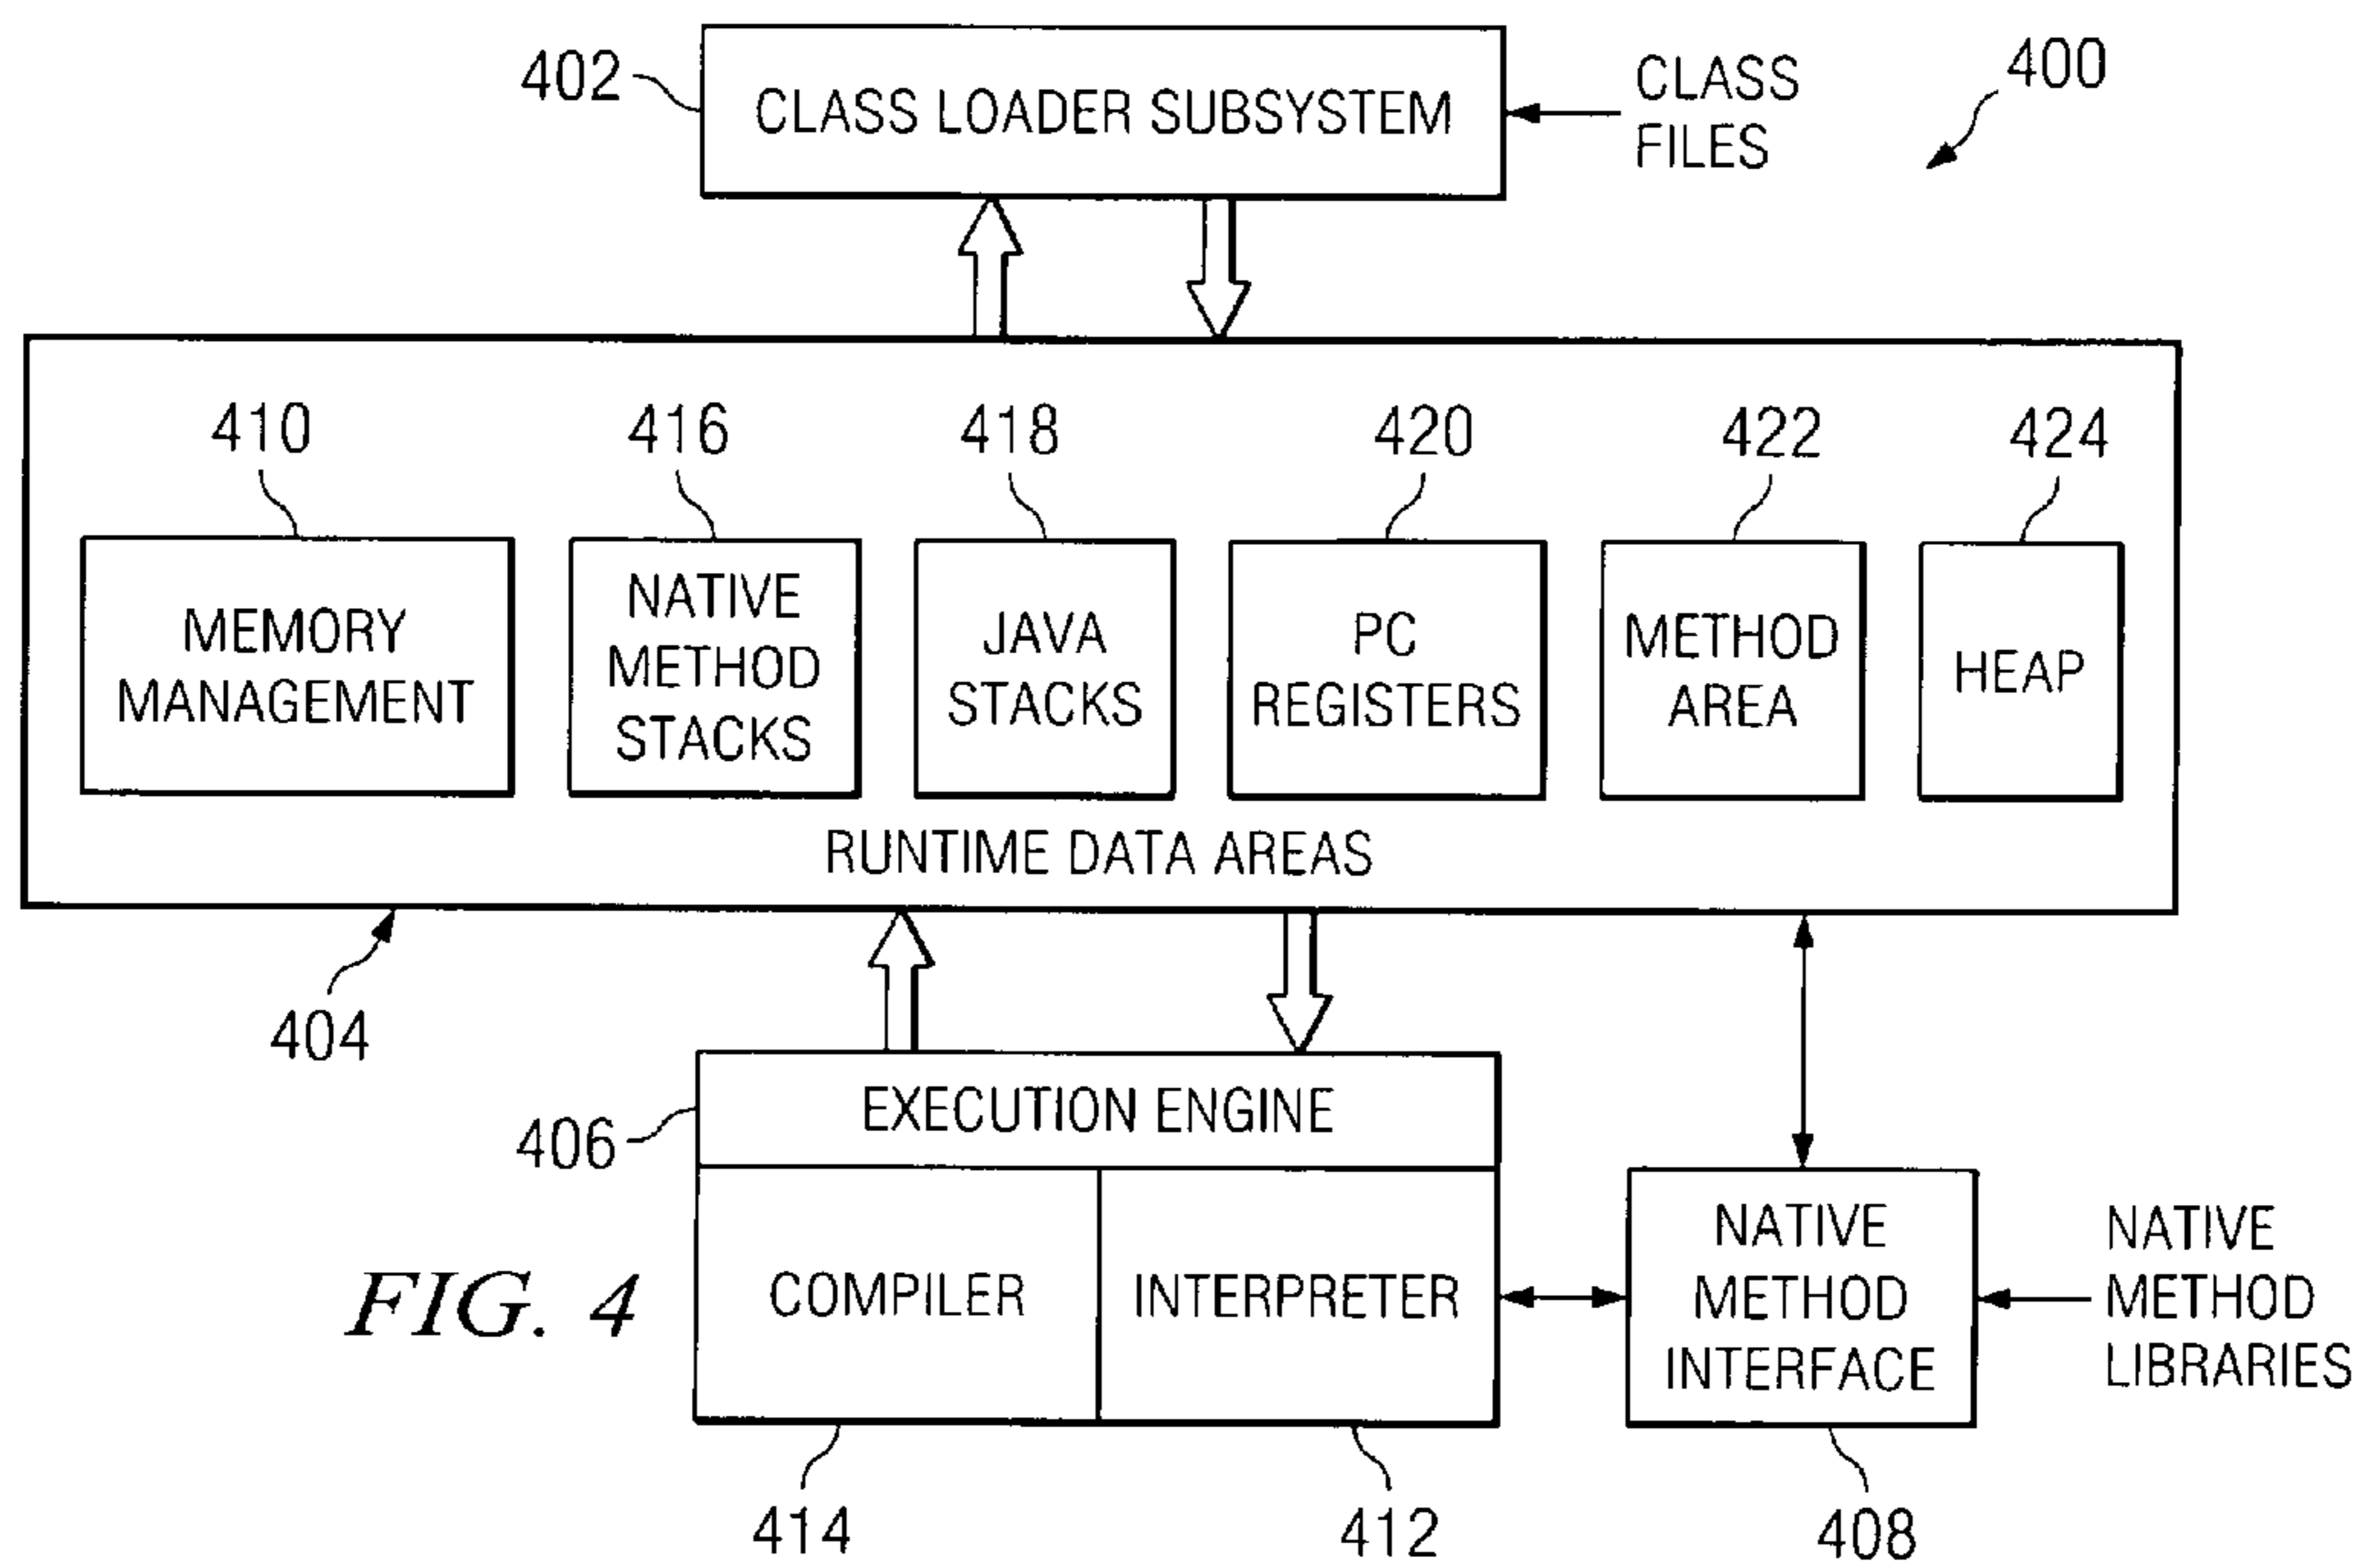 402
CLASS LOADER SUBSYSTEM
CLASS
FILES
400
410
416
418
420
422
424
MEMORY
MANAGEMENT
NATIVE
METHOD
STACKS
JAVA
STACKS
PC
REGISTERS
METHOD
AREA
HEAP
RUNTIME DATA AREAS
404
406
EXECUTION ENGINE
COMPILER
INTERPRETER
NATIVE
METHOD
INTERFACE
NATIVE
METHOD
LIBRARIES
FIG. 4
414
412
408